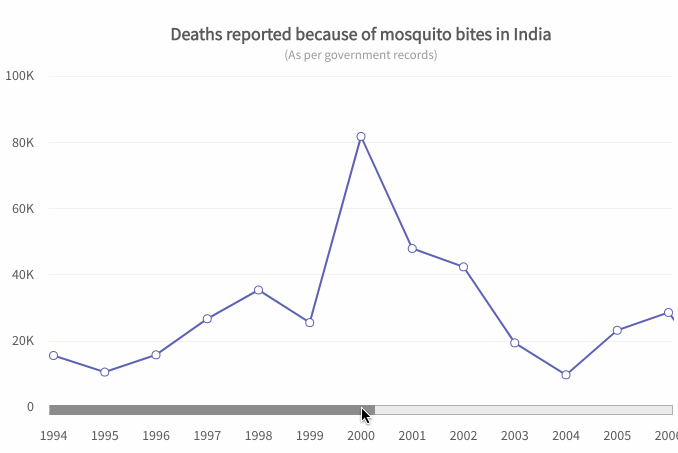 Deaths reported because of mosquito bites in India
(As per government records)
100K
80K
60K
40K
20K
0
1994 1995 1996 1997 1998 1999 2000 2001 2002 2003 2004 2005